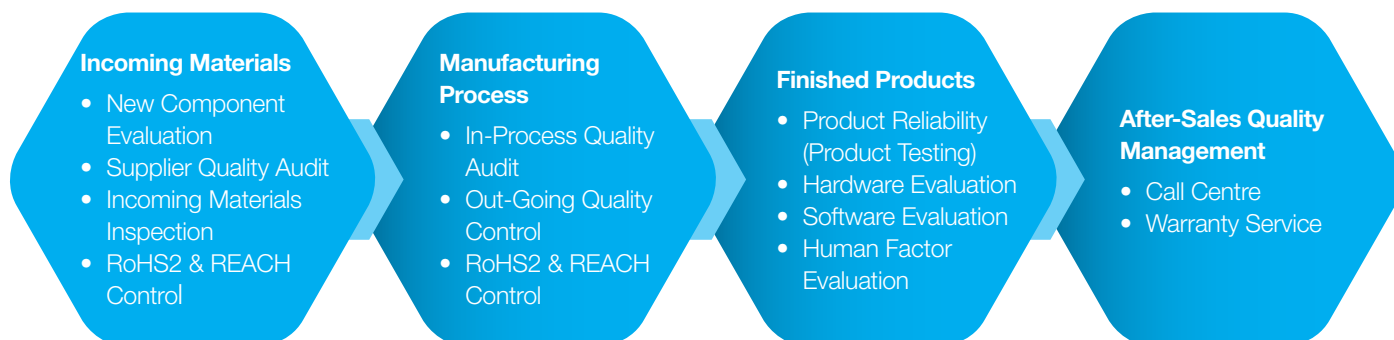 Incoming Materials
• New Component
Evaluation
• Supplier Quality Audit
• Incoming Materials
Inspection
• RoHS2 & REACH
Control
Manufacturing
Process
• In-Process Quality
Audit
• Out-Going Quality
Control
• RoHS2 & REACH
Control
Finished Products
• Product Reliability
(Product Testing)
• Hardware Evaluation
• Software Evaluation
• Human Factor
Evaluation
After-Sales Quality
Management
• Call Centre
• Warranty Service